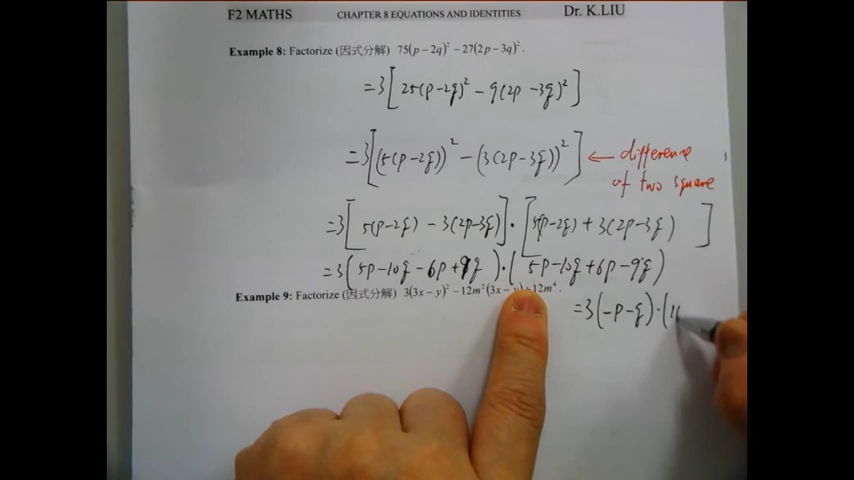 F2 MATHS CHAPTER 8 EQUATIONS AND IDENTITIES Dr. K.LIU
Example 8: Factorize (因式分解) 75(p−2q)² −27(2p−3q)².
=3[25(p−2q)² − 9(2p−3q)²]
=3[(5(p−2q))² − (3(2p−3q))²] ← difference
of two square
=3[5(p−2q) − 3(2p−3q)]·[5(p−2q) + 3(2p−3q)]
=3(5p−10q−6p+9q)·(5p−10q+6p−9q)
Example 9: Factorize (因式分解) 3(3x−y)² −12m²(3x−y)+12m⁴.
=3(−p−q)·(11